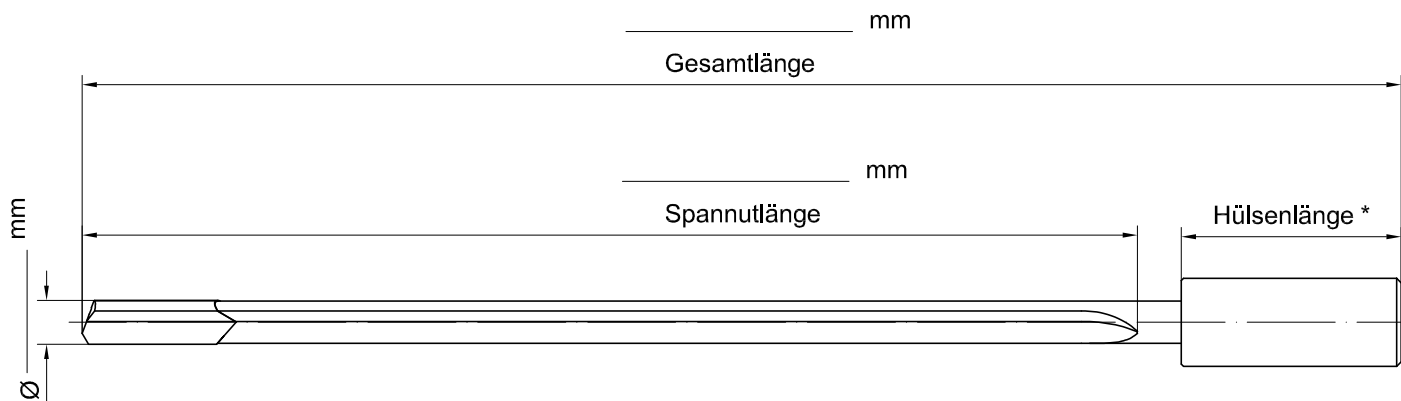 mm
Gesamtlänge
mm
Spannutlänge
Hülsenlänge *
Ø mm